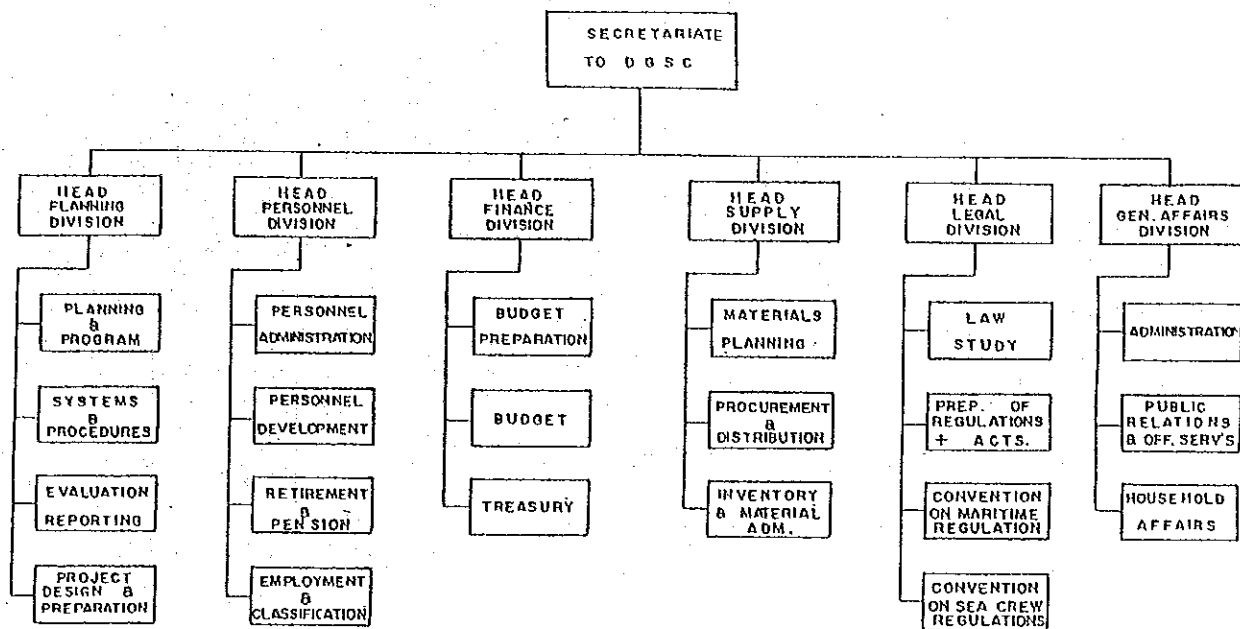 SECRETARIATE
TO DGSC
HEAD
PLANNING
DIVISION
HEAD
PERSONNEL
DIVISION
HEAD
FINANCE
DIVISION
HEAD
SUPPLY
DIVISION
HEAD
LEGAL
DIVISION
HEAD
GEN. AFFAIRS
DIVISION
PLANNING
&
PROGRAM
SYSTEMS
&
PROCEDURES
EVALUATION
REPORTING
PROJECT
DESIGN &
PREPARATION
PERSONNEL
ADMINISTRATION
PERSONNEL
DEVELOPMENT
RETIREMENT
&
PENSION
EMPLOYMENT
&
CLASSIFICATION
BUDGET
PREPARATION
BUDGET
TREASURY
MATERIALS
PLANNING
PROCUREMENT
&
DISTRIBUTION
INVENTORY
& MATERIAL
ADM.
LAW
STUDY
PREP. OF
REGULATIONS
+ ACTS.
CONVENTION
ON MARITIME
REGULATION
CONVENTION
ON SEA CREW
REGULATIONS
ADMINISTRATION
PUBLIC
RELATIONS
& OFF. SERV'S
HOUSEHOLD
AFFAIRS